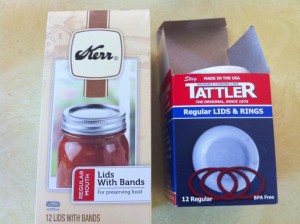 Kerr
REGULAR
MOUTH
Lids
With Bands
for preserving food
12 LIDS WITH BANDS
MADE IN THE USA
TATTLER
THE ORIGINAL, SINCE 1976
Regular LIDS & RINGS
12 Regular
BPA Free